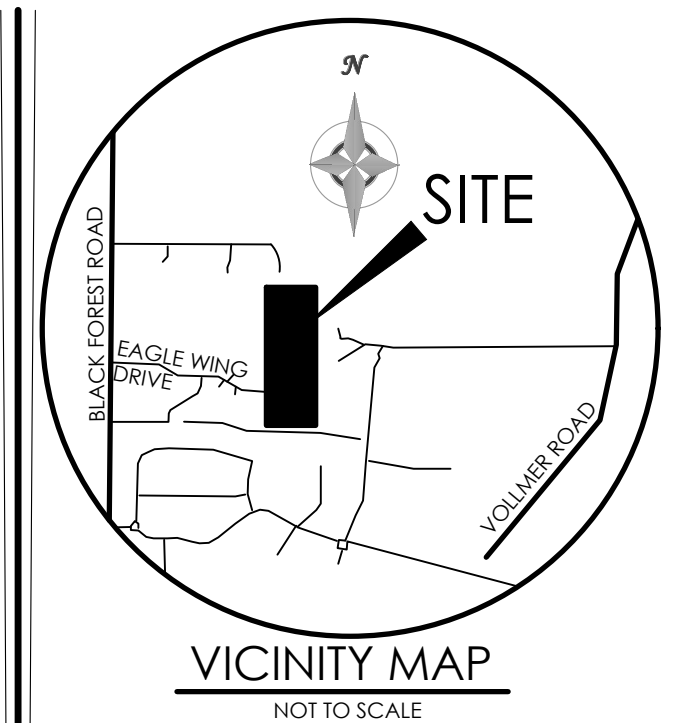 N
SITE
BLACK FOREST ROAD
EAGLE WING
DRIVE
VOLLMER ROAD
VICINITY MAP
NOT TO SCALE